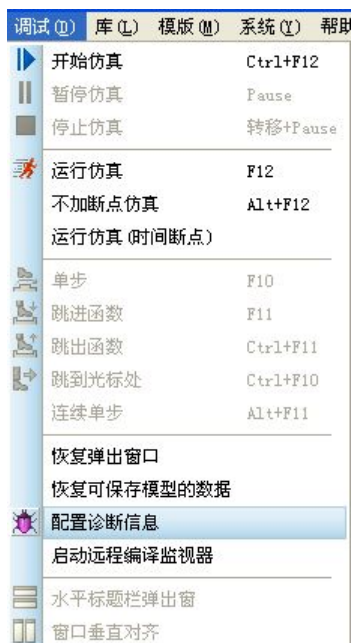 调试(D) 库(L) 模版(M) 系统(Y) 帮助
开始仿真 Ctrl+F12
暂停仿真 Pause
停止仿真 转移+Pause
运行仿真 F12
不加断点仿真 Alt+F12
运行仿真(时间断点)
单步 F10
跳进函数 F11
跳出函数 Ctrl+F11
跳到光标处 Ctrl+F10
连续单步 Alt+F11
恢复弹出窗口
恢复可保存模型的数据
配置诊断信息
启动远程编译监视器
水平标题栏弹出窗
窗口垂直对齐